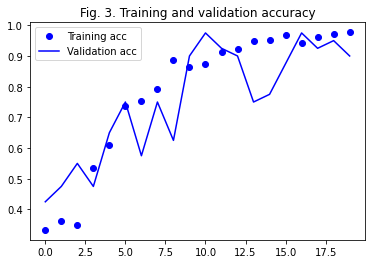 Fig. 3. Training and validation accuracy
Training acc
Validation acc
1.0
0.9
0.8
0.7
0.6
0.5
0.4
0.0 2.5 5.0 7.5 10.0 12.5 15.0 17.5